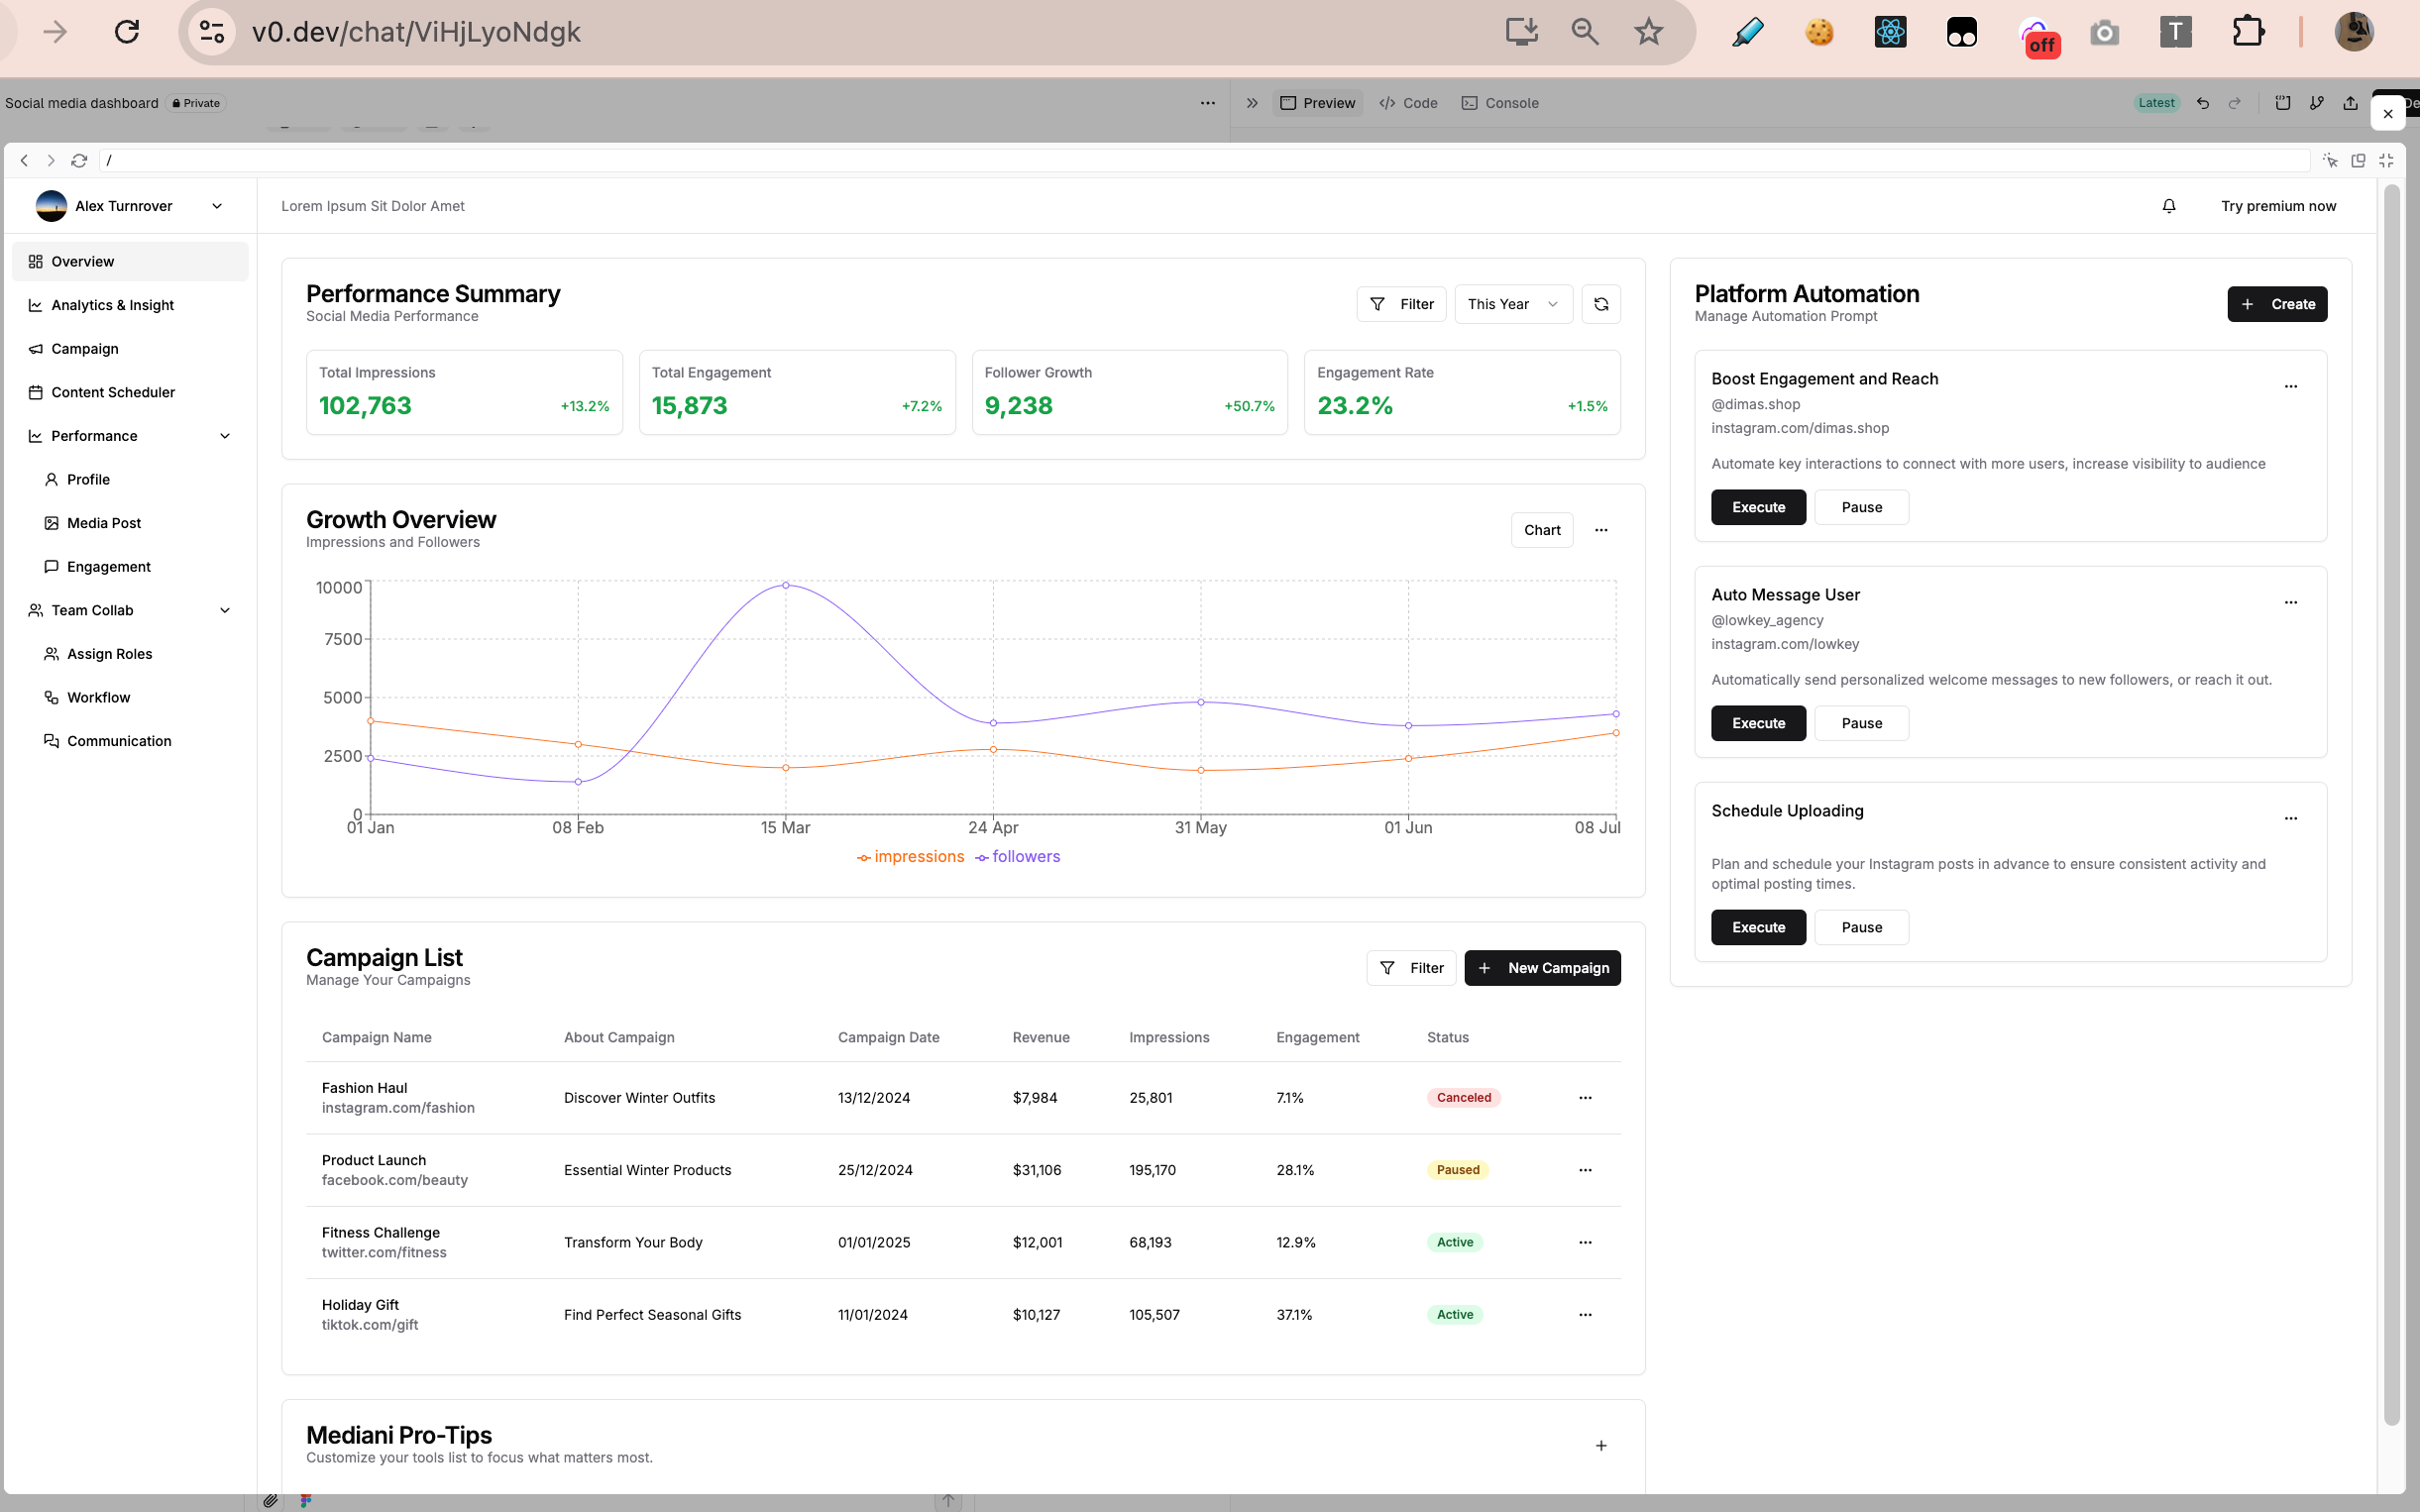 v0.dev/chat/ViHjLyoNdgk
off
T
Social media dashboard
Private
Preview
Code
Console
Latest
/
Alex Turnrover
Lorem Ipsum Sit Dolor Amet
Try premium now
Overview
Analytics & Insight
Campaign
Content Scheduler
Performance
Profile
Media Post
Engagement
Team Collab
Assign Roles
Workflow
Communication
Performance Summary
Social Media Performance
Filter
This Year
Total Impressions
102,763
+13.2%
Total Engagement
15,873
+7.2%
Follower Growth
9,238
+50.7%
Engagement Rate
23.2%
+1.5%
Growth Overview
Impressions and Followers
Chart
10000
7500
5000
2500
0
01 Jan
08 Feb
15 Mar
24 Apr
31 May
01 Jun
08 Jul
impressions
followers
Campaign List
Manage Your Campaigns
Filter
New Campaign
Campaign Name About Campaign Campaign Date Revenue Impressions Engagement Status
Fashion Haul
instagram.com/fashion
Discover Winter Outfits 13/12/2024 $7,984 25,801 7.1% Canceled
Product Launch
facebook.com/beauty
Essential Winter Products 25/12/2024 $31,106 195,170 28.1% Paused
Fitness Challenge
twitter.com/fitness
Transform Your Body 01/01/2025 $12,001 68,193 12.9% Active
Holiday Gift
tiktok.com/gift
Find Perfect Seasonal Gifts 11/01/2024 $10,127 105,507 37.1% Active
Mediani Pro-Tips
Customize your tools list to focus what matters most.
Platform Automation
Manage Automation Prompt
Create
Boost Engagement and Reach
@dimas.shop
instagram.com/dimas.shop
Automate key interactions to connect with more users, increase visibility to audience
Execute
Pause
Auto Message User
@lowkey_agency
instagram.com/lowkey
Automatically send personalized welcome messages to new followers, or reach it out.
Execute
Pause
Schedule Uploading
Plan and schedule your Instagram posts in advance to ensure consistent activity and
optimal posting times.
Execute
Pause